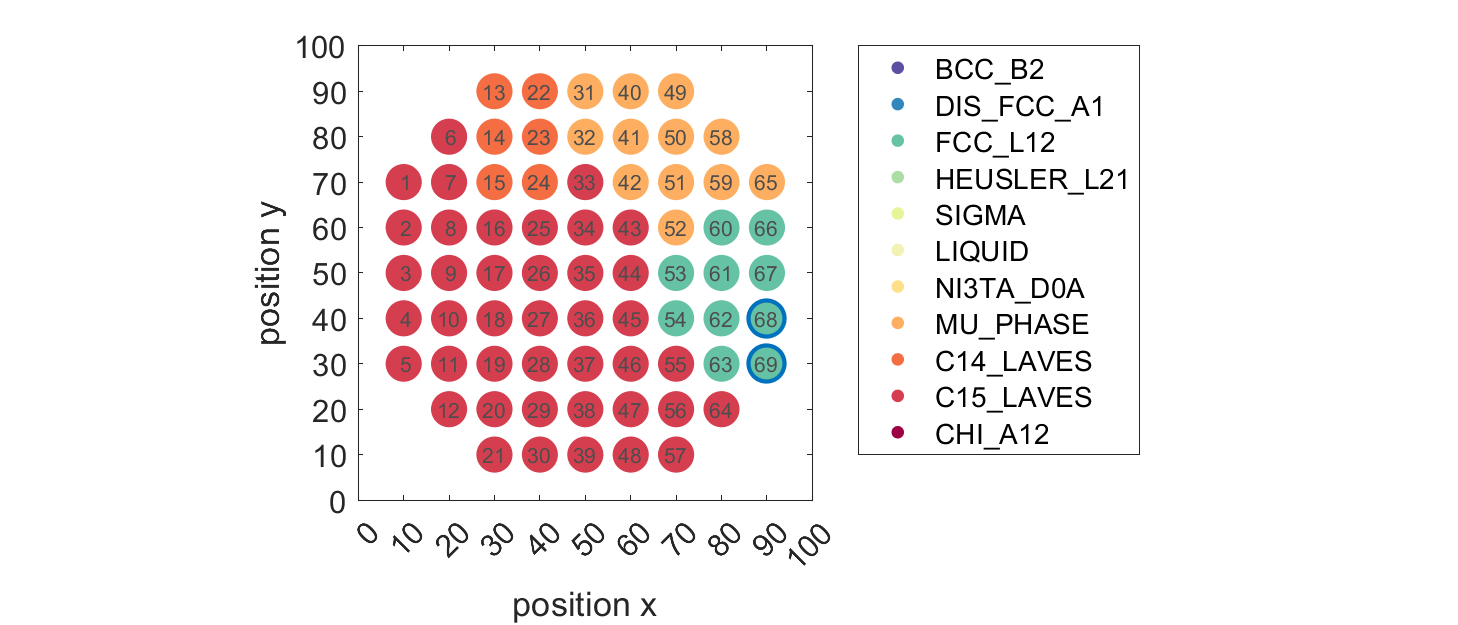 100
90 13 22 31 40 49
80 6 14 23 32 41 50 58
70 1 7 15 24 33 42 51 59 65
60 2 8 16 25 34 43 52 60 66
50 3 9 17 26 35 44 53 61 67
40 4 10 18 27 36 45 54 62 68
30 5 11 19 28 37 46 55 63 69
20 12 20 29 38 47 56 64
10 21 30 39 48 57
0
0 10 20 30 40 50 60 70 80 90 100
position x
position y
BCC_B2
DIS_FCC_A1
FCC_L12
HEUSLER_L21
SIGMA
LIQUID
NI3TA_D0A
MU_PHASE
C14_LAVES
C15_LAVES
CHI_A12